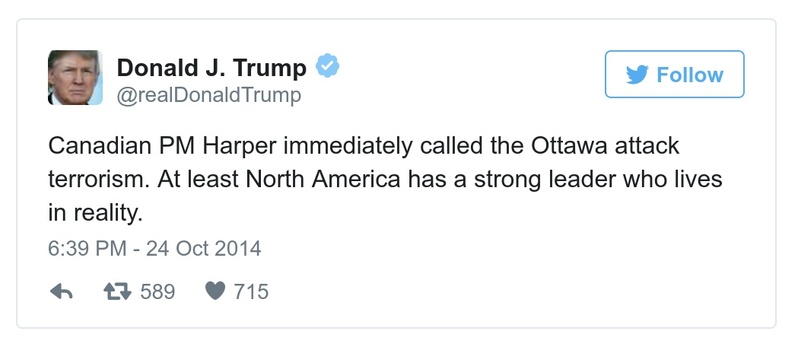 Donald J. Trump
@realDonaldTrump
Follow
Canadian PM Harper immediately called the Ottawa attack
terrorism. At least North America has a strong leader who lives
in reality.
6:39 PM - 24 Oct 2014
589 715